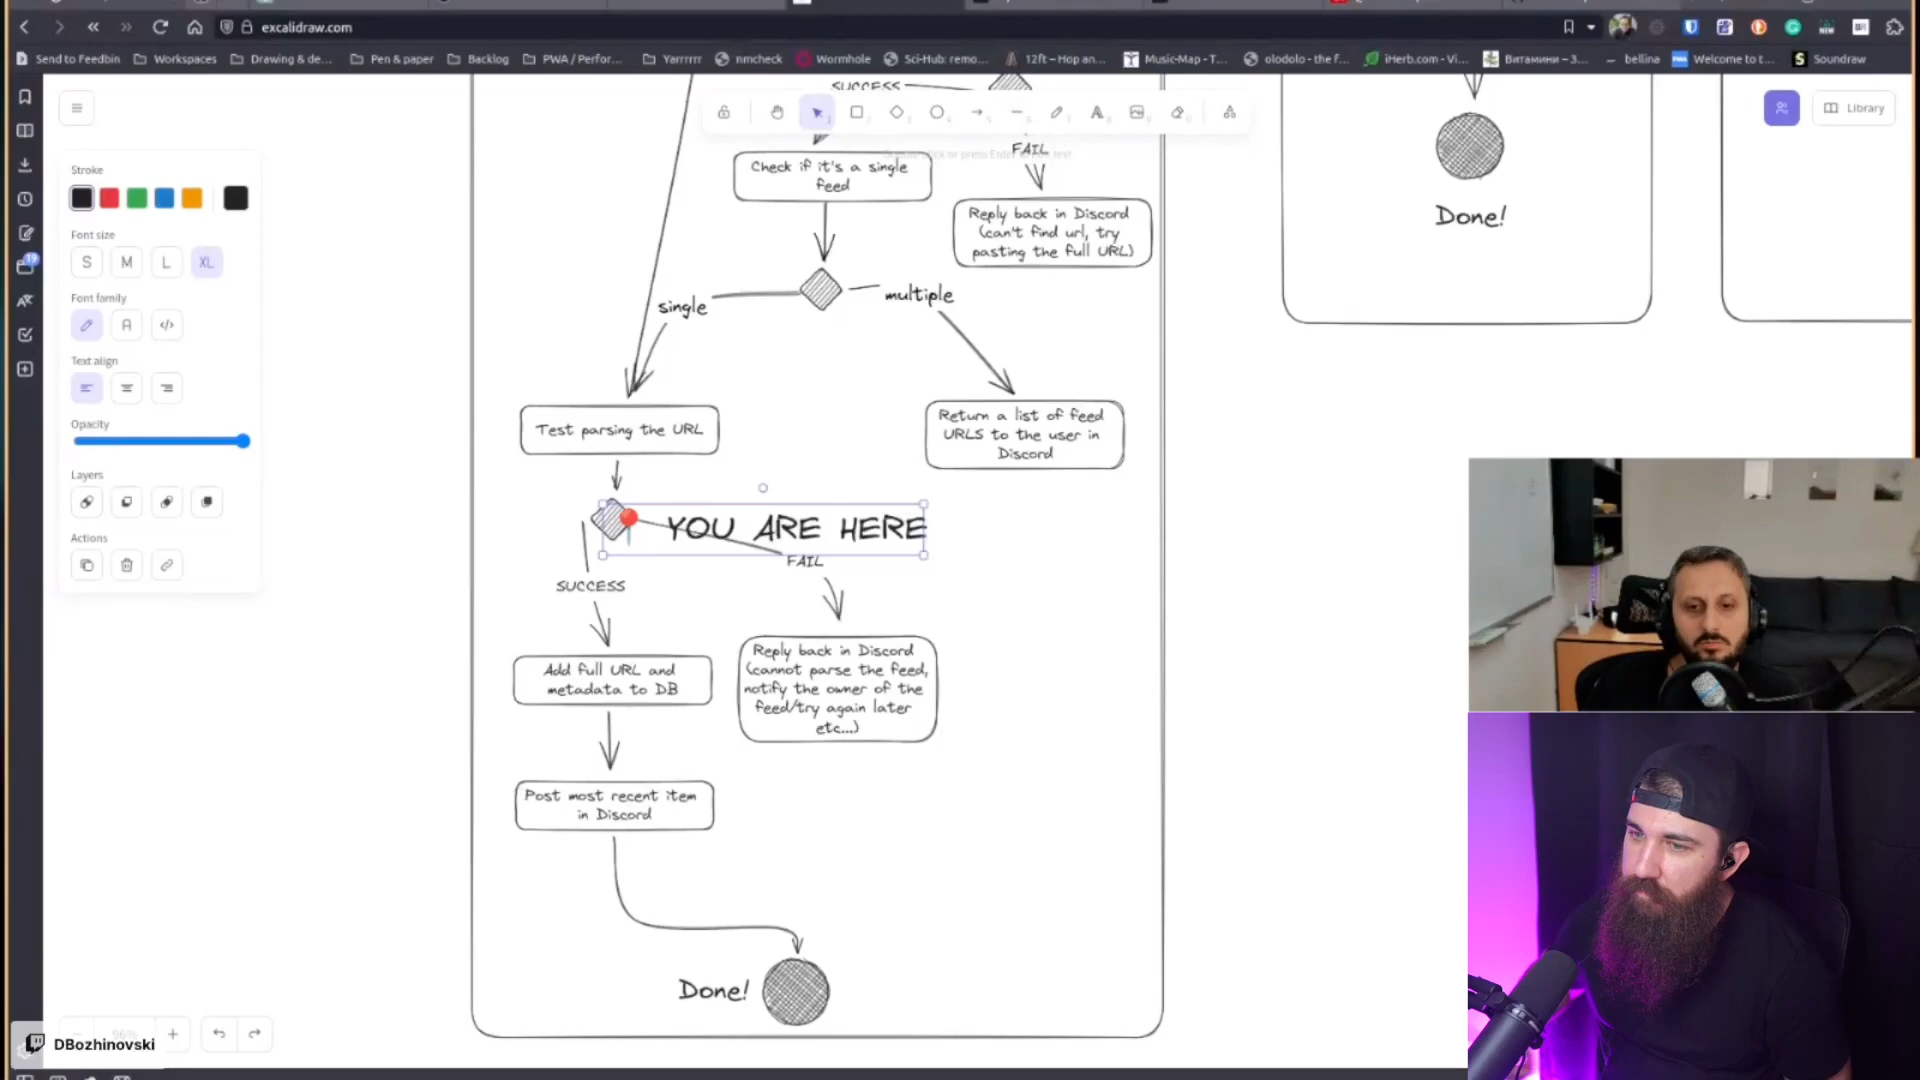 excalidraw.com
Send to Feedbin
Workspaces
Drawing & de...
Pen & paper
Backlog
PWA / Perfor...
Yarrrrrr
nmcheck
Wormhole
Sci-Hub: remo...
12ft – Hop an...
Music-Map - T...
olodolo - the f...
iHerb.com - Vi...
Витамини – З...
bellina
Welcome to t...
Soundraw
SUCCESS
Library
FAIL
Stroke
Font size
S
M
L
XL
Font family
Text align
Opacity
Layers
Actions
Check if it's a single
feed
Reply back in Discord
(can't find url, try
pasting the full URL)
Done!
single
multiple
Test parsing the URL
Return a list of feed
URLS to the user in
Discord
YOU ARE HERE
FAIL
SUCCESS
Add full URL and
metadata to DB
Reply back in Discord
(cannot parse the feed,
notify the owner of the
feed/try again later
etc...)
Post most recent item
in Discord
Done!
96%
DBozhinovski
19